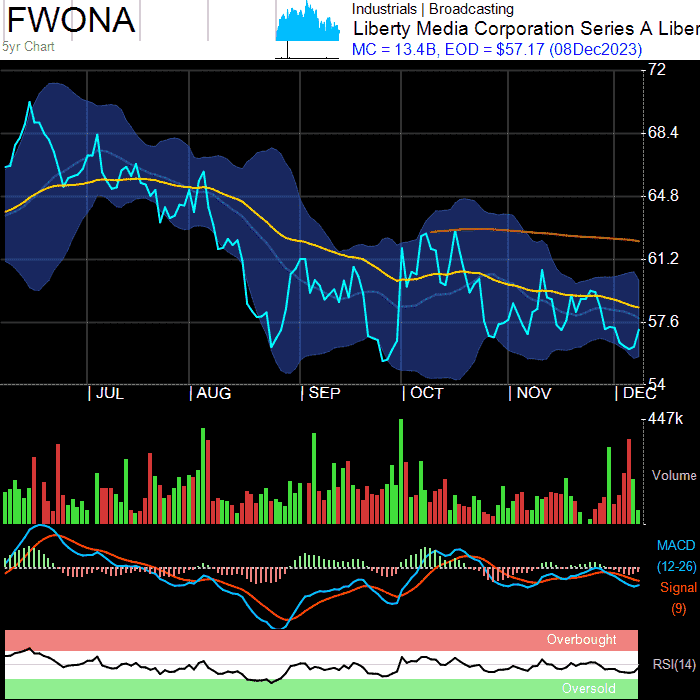 FWONA
Industrials | Broadcasting
Liberty Media Corporation Series A Liber
5yr Chart
MC = 13.4B, EOD = $57.17 (08Dec2023)
72
68.4
64.8
61.2
57.6
54
| JUL | AUG | SEP | OCT | NOV | DEC
447k
Volume
MACD
(12-26)
Signal
(9)
Overbought
RSI(14)
Oversold